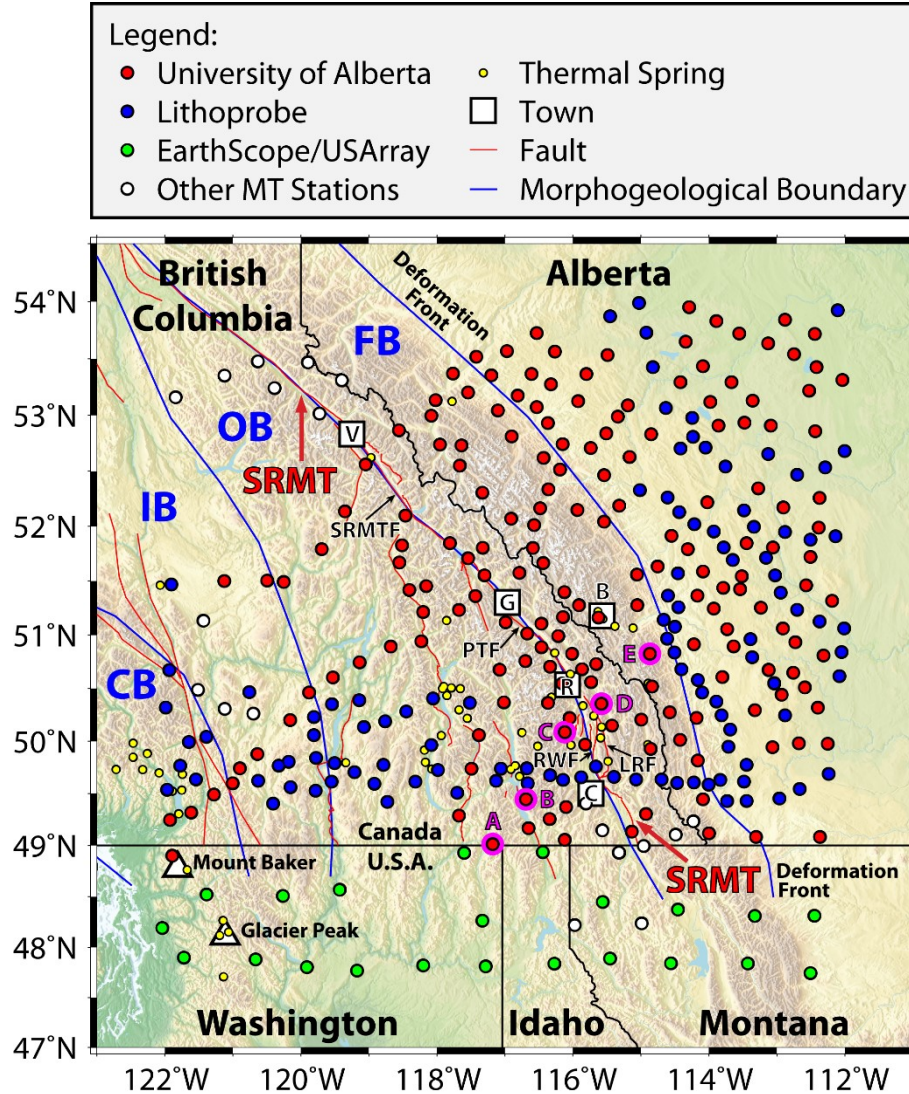 Legend:
University of Alberta
Thermal Spring
Lithoprobe
Town
EarthScope/USArray
Fault
Other MT Stations
Morphogeological Boundary
British
Columbia
Alberta
Deformation
Front
54°N
FB
53°N
OB
V
SRMT
52°N
IB
SRMTF
G
B
51°N
PTF
E
CB
R
D
50°N
C
RWF
LRF
B
C
A
Canada
49°N
U.S.A.
Mount Baker
SRMT
Deformation
Front
Glacier Peak
48°N
Washington
Idaho
Montana
47°N
122°W
120°W
118°W
116°W
114°W
112°W